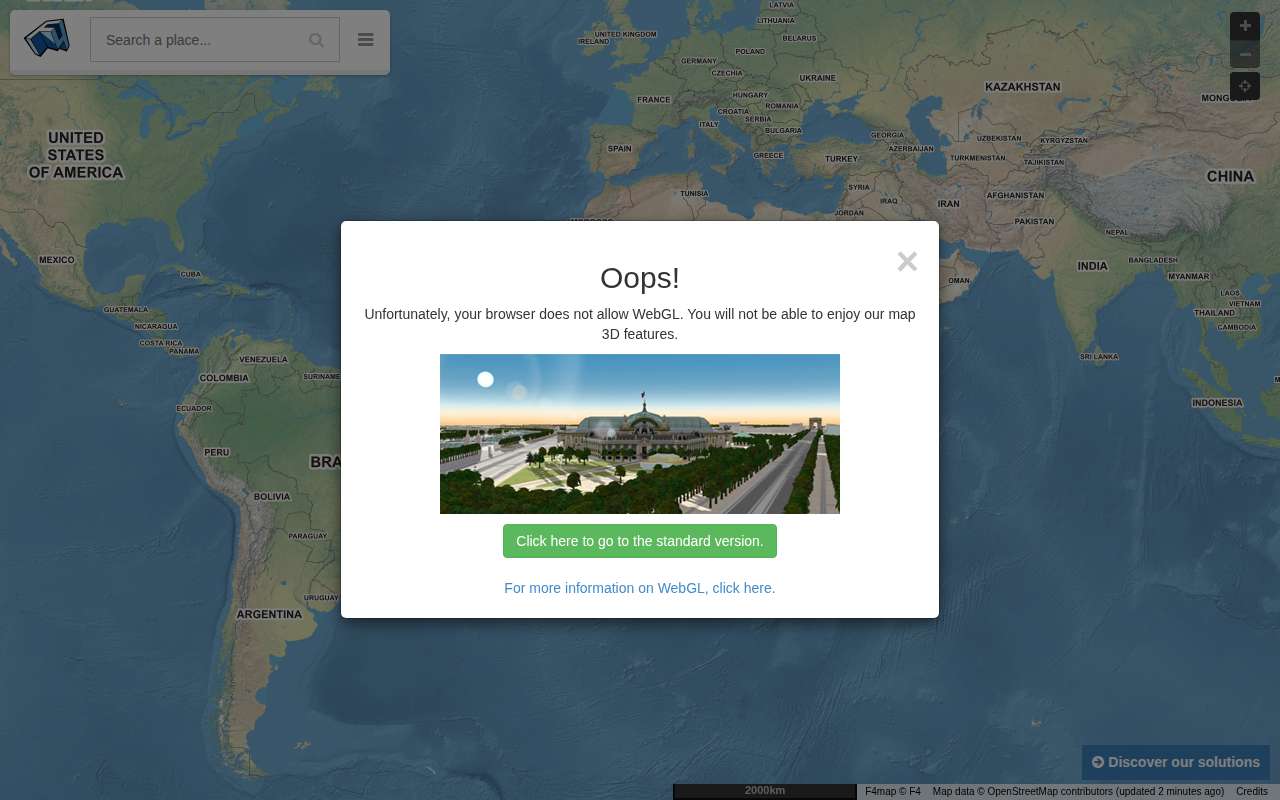 Search a place...
LATVIA
LITHUANIA
UNITED KINGDOM
IRELAND
BELARUS
POLAND
GERMANY
CZECHIA
UKRAINE
KAZAKHSTAN
FRANCE
HUNGARY
ROMANIA
CROATIA
SERBIA
ITALY
BULGARIA
GEORGIA
UZBEKISTAN
KYRGYZSTAN
UNITED
STATES
OF AMERICA
SPAIN
GREECE
TURKEY
AZERBAIJAN
TURKMENISTAN
TAJIKISTAN
CHINA
TUNISIA
SYRIA
IRAQ
IRAN
AFGHANISTAN
JORDAN
PAKISTAN
NEPAL
MEXICO
CUBA
OMAN
INDIA
BANGLADESH
MYANMAR
LAOS
VIETNAM
THAILAND
CAMBODIA
GUATEMALA
NICARAGUA
COSTA RICA
PANAMA
VENEZUELA
COLOMBIA
SURINAME
SRI LANKA
ECUADOR
INDONESIA
PERU
BRA
BOLIVIA
PARAGUAY
URUGUAY
ARGENTINA
Oops!
Unfortunately, your browser does not allow WebGL. You will not be able to enjoy our map
3D features.
Click here to go to the standard version.
For more information on WebGL, click here.
Discover our solutions
2000km
F4map © F4 Map data © OpenStreetMap contributors (updated 2 minutes ago) Credits